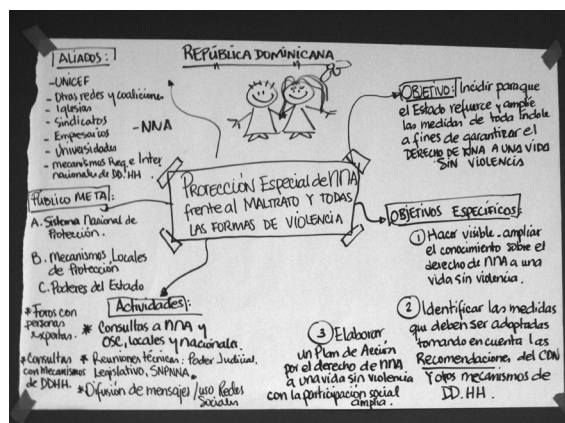 REPÚBLICA DOMINICANA
ALIADOS:
- UNICEF
- Otras redes y coaliciones
- Iglesias
- Sindicatos
- Empresarios
- Universidades
- mecanismos Reg. e Inter
nacionales de DD.HH.
- NNA
OBJETIVO: Incidir para que
el Estado refuerce y amplíe
las medidas de toda índole
a fines de garantizar el
DERECHO DE NNA A UNA VIDA
SIN VIOLENCIA
PROTECCIÓN ESPECIAL de NNA
frente al MALTRATO Y TODAS
LAS FORMAS DE VIOLENCIA
PÚBLICO META:
A. Sistema Nacional de
Protección.
B. Mecanismos Locales
de Protección
C. Poderes del Estado
OBJETIVOS ESPECÍFICOS:
① Hacer visible - ampliar
el conocimiento sobre el
derecho de NNA a una
vida sin violencia.
② Identificar las medidas
que deben ser adoptadas
tomando en cuenta las
Recomendaciones del CDN
y otros mecanismos de
DD.HH.
③ Elaborar
un Plan de Acción
por el derecho de NNA
a una vida sin violencia
con la participación social
amplia.
Actividades:
* Foros con
personas
expertas.
* Consultas a NNA y
OSC, locales y nacionales.
* Consultas
con Mecanismos
de DDHH.
* Reuniones técnicas: Poder Judicial,
Legislativo, SNPNNA.
* Difusión de mensajes / uso Redes
Sociales